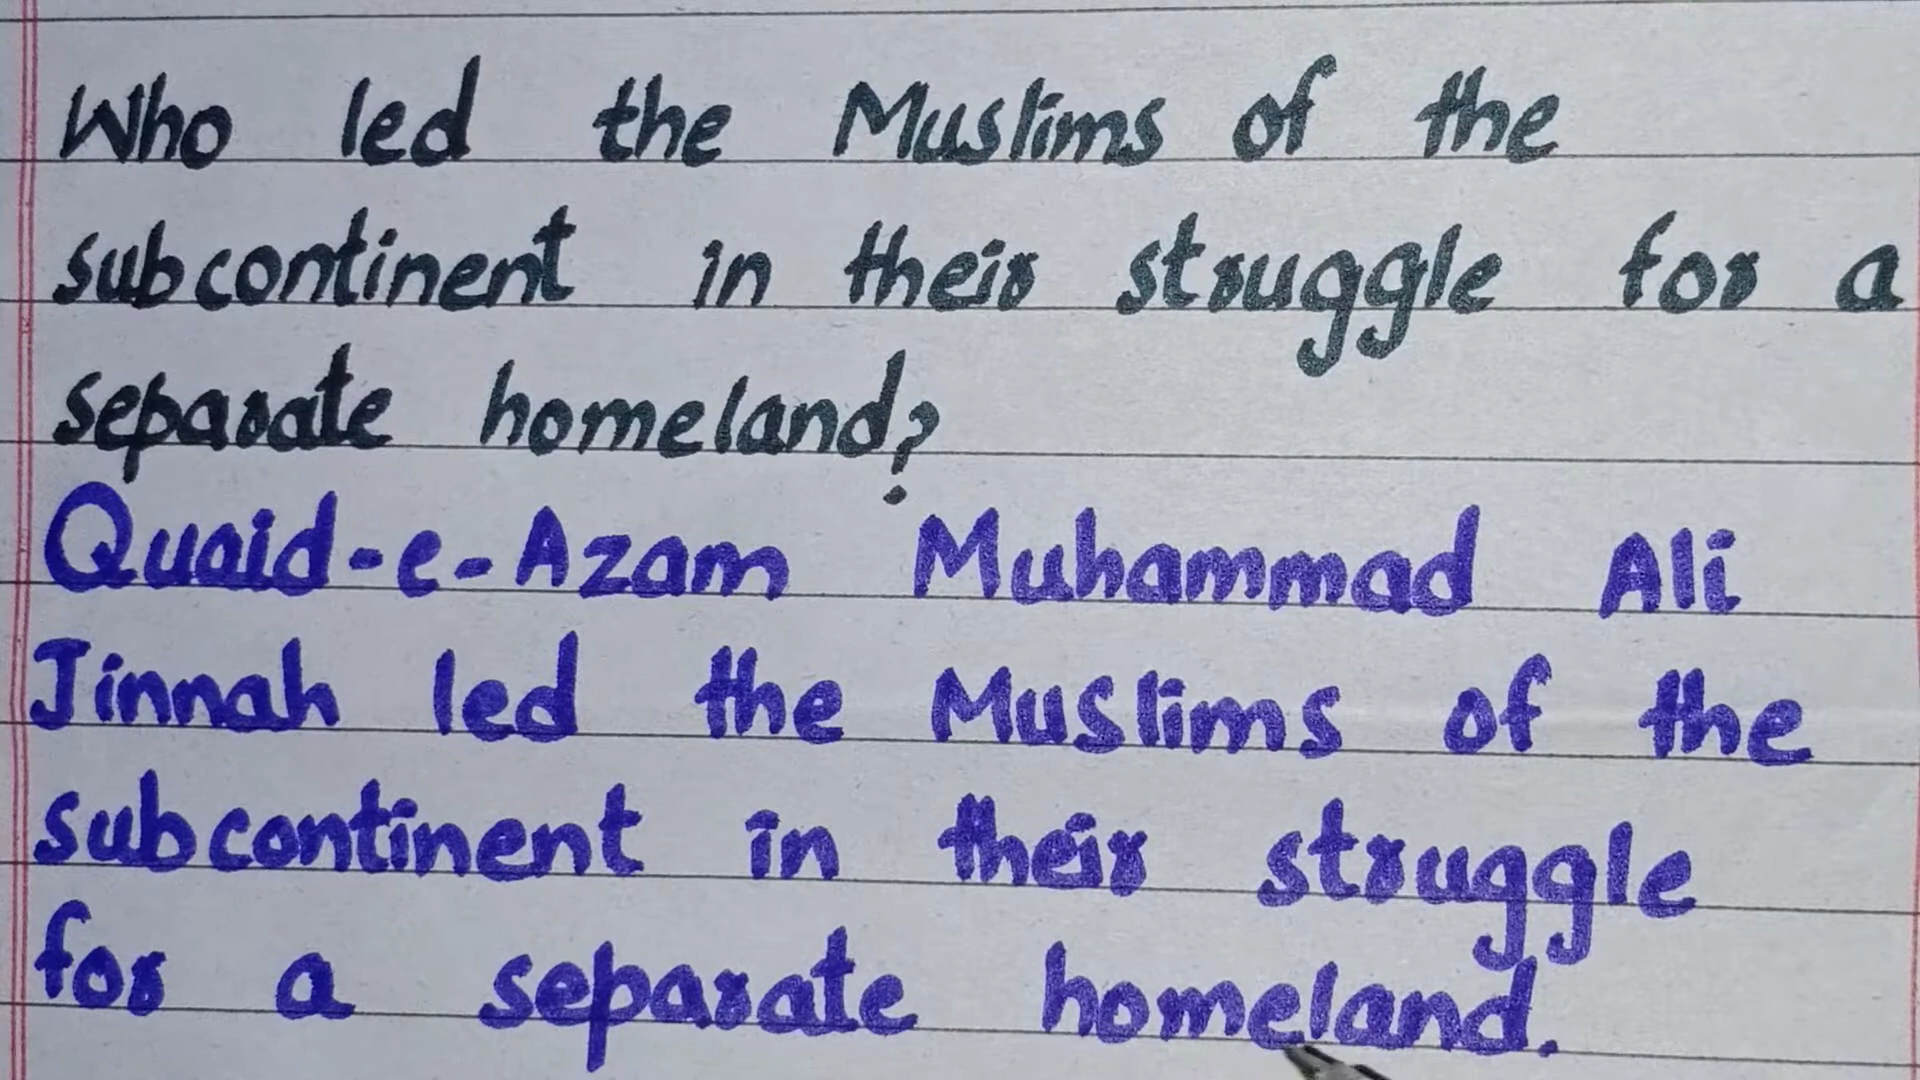 Who led the Muslims of the
subcontinent in their struggle for a
separate homeland?
Quaid-e-Azam Muhammad Ali
Jinnah led the Muslims of the
subcontinent in their struggle
for a separate homeland.